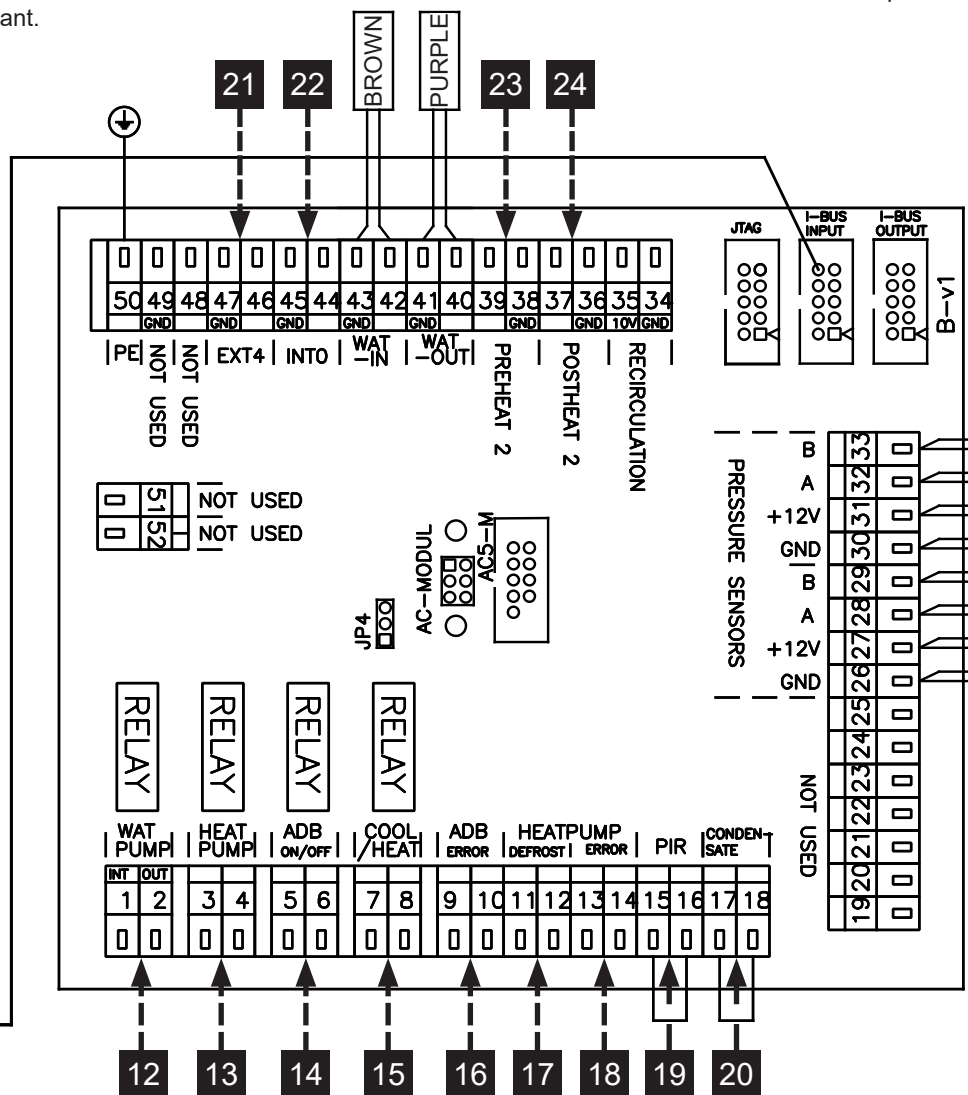 ant.
21 22 BROWN PURPLE 23 24
JTAG I-BUS INPUT I-BUS OUTPUT
B-v1
50 49 48 47 46 45 44 43 42 41 40 39 38 37 36 35 34
GND GND GND GND GND GND GND 10V GND
PE NOT USED NOT USED EXT4 INT0 WAT-IN WAT-OUT PREHEAT 2 POSTHEAT 2 RECIRCULATION
51 NOT USED
52 NOT USED
PRESSURE SENSORS
B 33
A 32
+12V 31
GND 30
B 29
A 28
+12V 27
GND 26
25
24
23
22
21
20
19
NOT USED
JP4 AC-MODUL AC5-M
RELAY RELAY RELAY RELAY
WAT PUMP HEAT PUMP ADB ON/OFF COOL/HEAT ADB ERROR HEATPUMP DEFROST ERROR PIR CONDEN-SATE
INT OUT
1 2 3 4 5 6 7 8 9 10 11 12 13 14 15 16 17 18
12 13 14 15 16 17 18 19 20